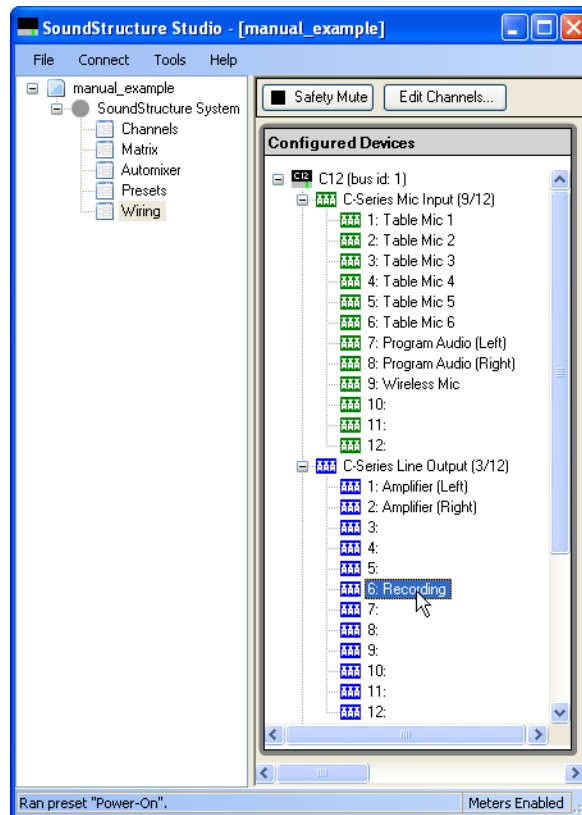 SoundStructure Studio - [manual_example]
File Connect Tools Help
manual_example
SoundStructure System
Channels
Matrix
Automixer
Presets
Wiring
Safety Mute
Edit Channels...
Configured Devices
C12 C12 (bus id: 1)
C-Series Mic Input (9/12)
1: Table Mic 1
2: Table Mic 2
3: Table Mic 3
4: Table Mic 4
5: Table Mic 5
6: Table Mic 6
7: Program Audio (Left)
8: Program Audio (Right)
9: Wireless Mic
10:
11:
12:
C-Series Line Output (3/12)
1: Amplifier (Left)
2: Amplifier (Right)
3:
4:
5:
6: Recording
7:
8:
9:
10:
11:
12:
Ran preset "Power-On".
Meters Enabled